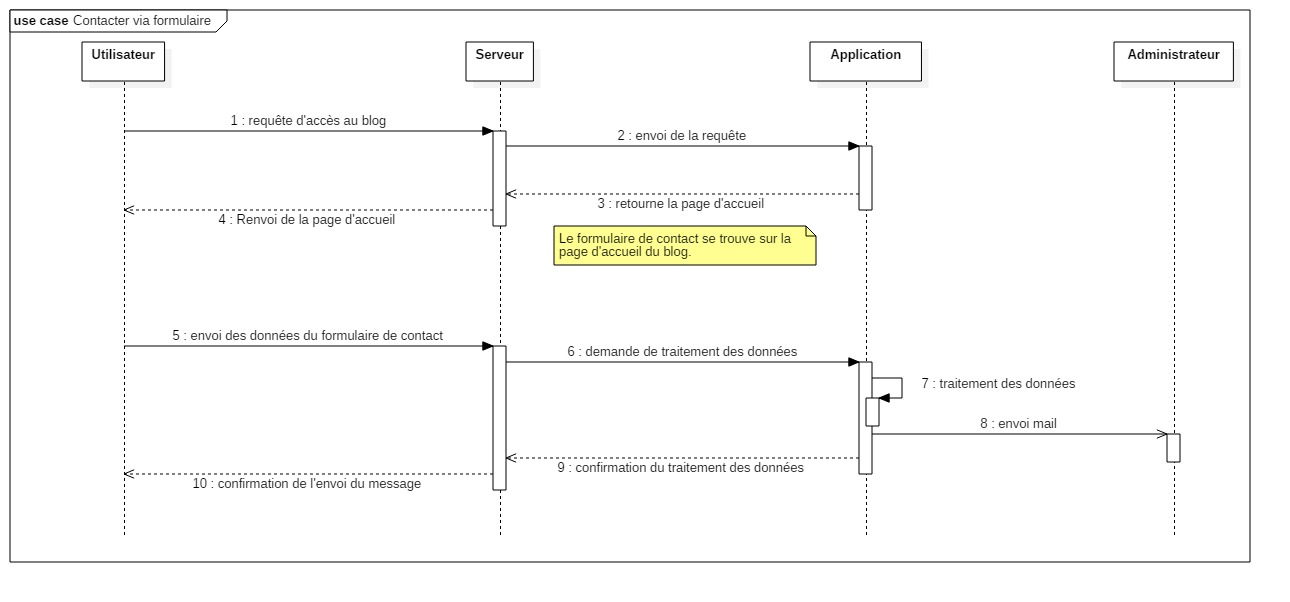 use case Contacter via formulaire
Utilisateur
Serveur
Application
Administrateur
1 : requête d'accès au blog
2 : envoi de la requête
3 : retourne la page d'accueil
4 : Renvoi de la page d'accueil
Le formulaire de contact se trouve sur la
page d'accueil du blog.
5 : envoi des données du formulaire de contact
6 : demande de traitement des données
7 : traitement des données
8 : envoi mail
9 : confirmation du traitement des données
10 : confirmation de l'envoi du message